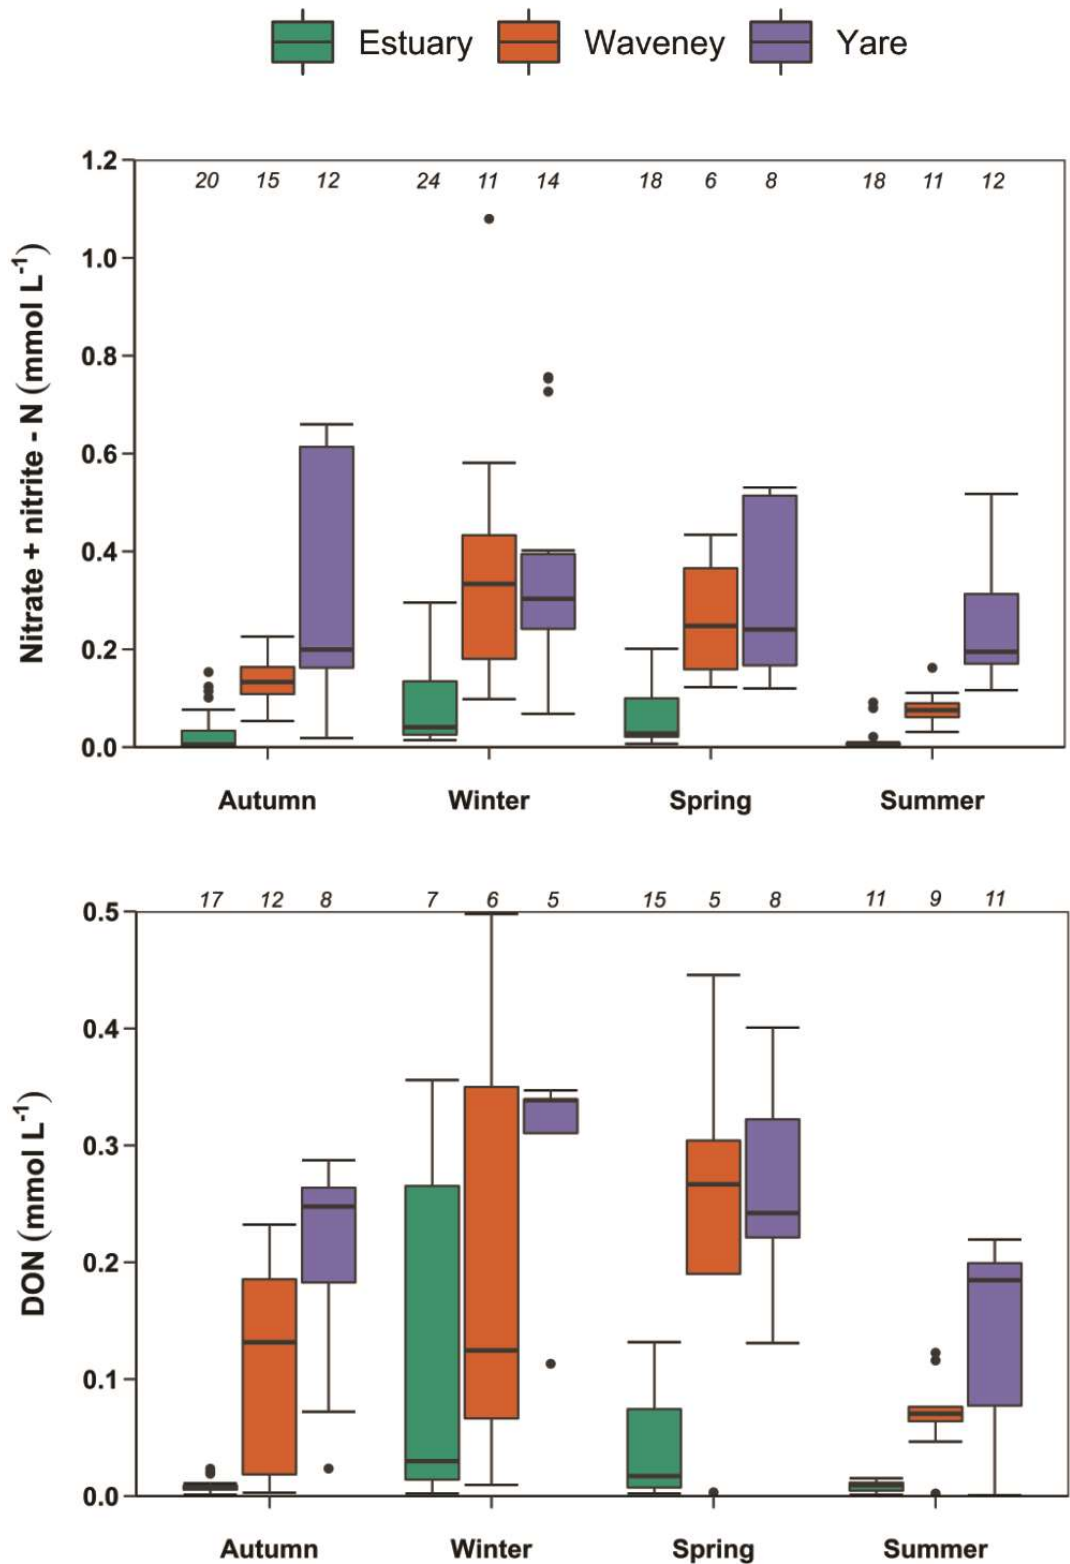 Estuary Waveney Yare
1.2
20 15 12 24 11 14 18 6 8 18 11 12
1.0
0.8
0.6
0.4
0.2
0.0
Nitrate + nitrite - N (mmol L-1)
Autumn Winter Spring Summer
17 12 8 7 6 5 15 5 8 11 9 11
0.5
0.4
0.3
0.2
0.1
0.0
DON (mmol L-1)
Autumn Winter Spring Summer